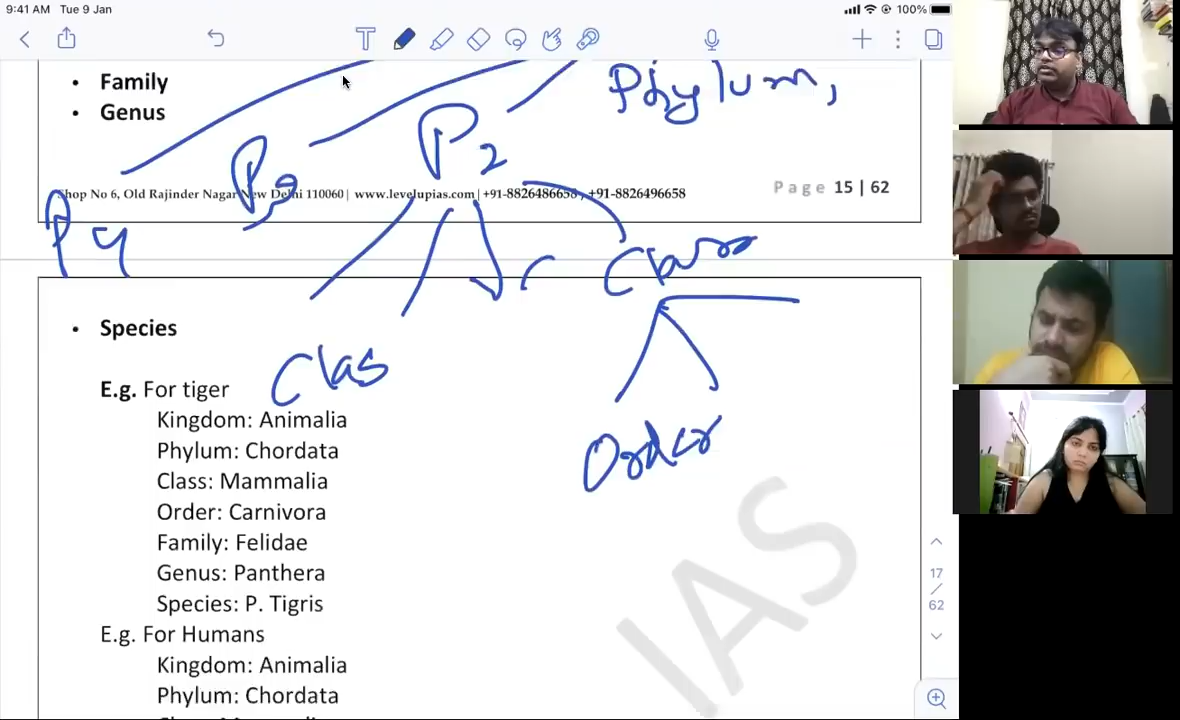 9:41 AM Tue 9 Jan
100%
T
• Family
• Genus
Phylum,
P2
P3
P4
Shop No 6, Old Rajinder Nagar New Delhi 110060| www.levelupias.com| +91-8826486658, +91-8826496658
Page 15 | 62
Class
• Species
Clas
E.g. For tiger
Kingdom: Animalia
Phylum: Chordata
Order
Class: Mammalia
Order: Carnivora
Family: Felidae
Genus: Panthera
Species: P. Tigris
E.g. For Humans
Kingdom: Animalia
Phylum: Chordata
IAS
17
/
62